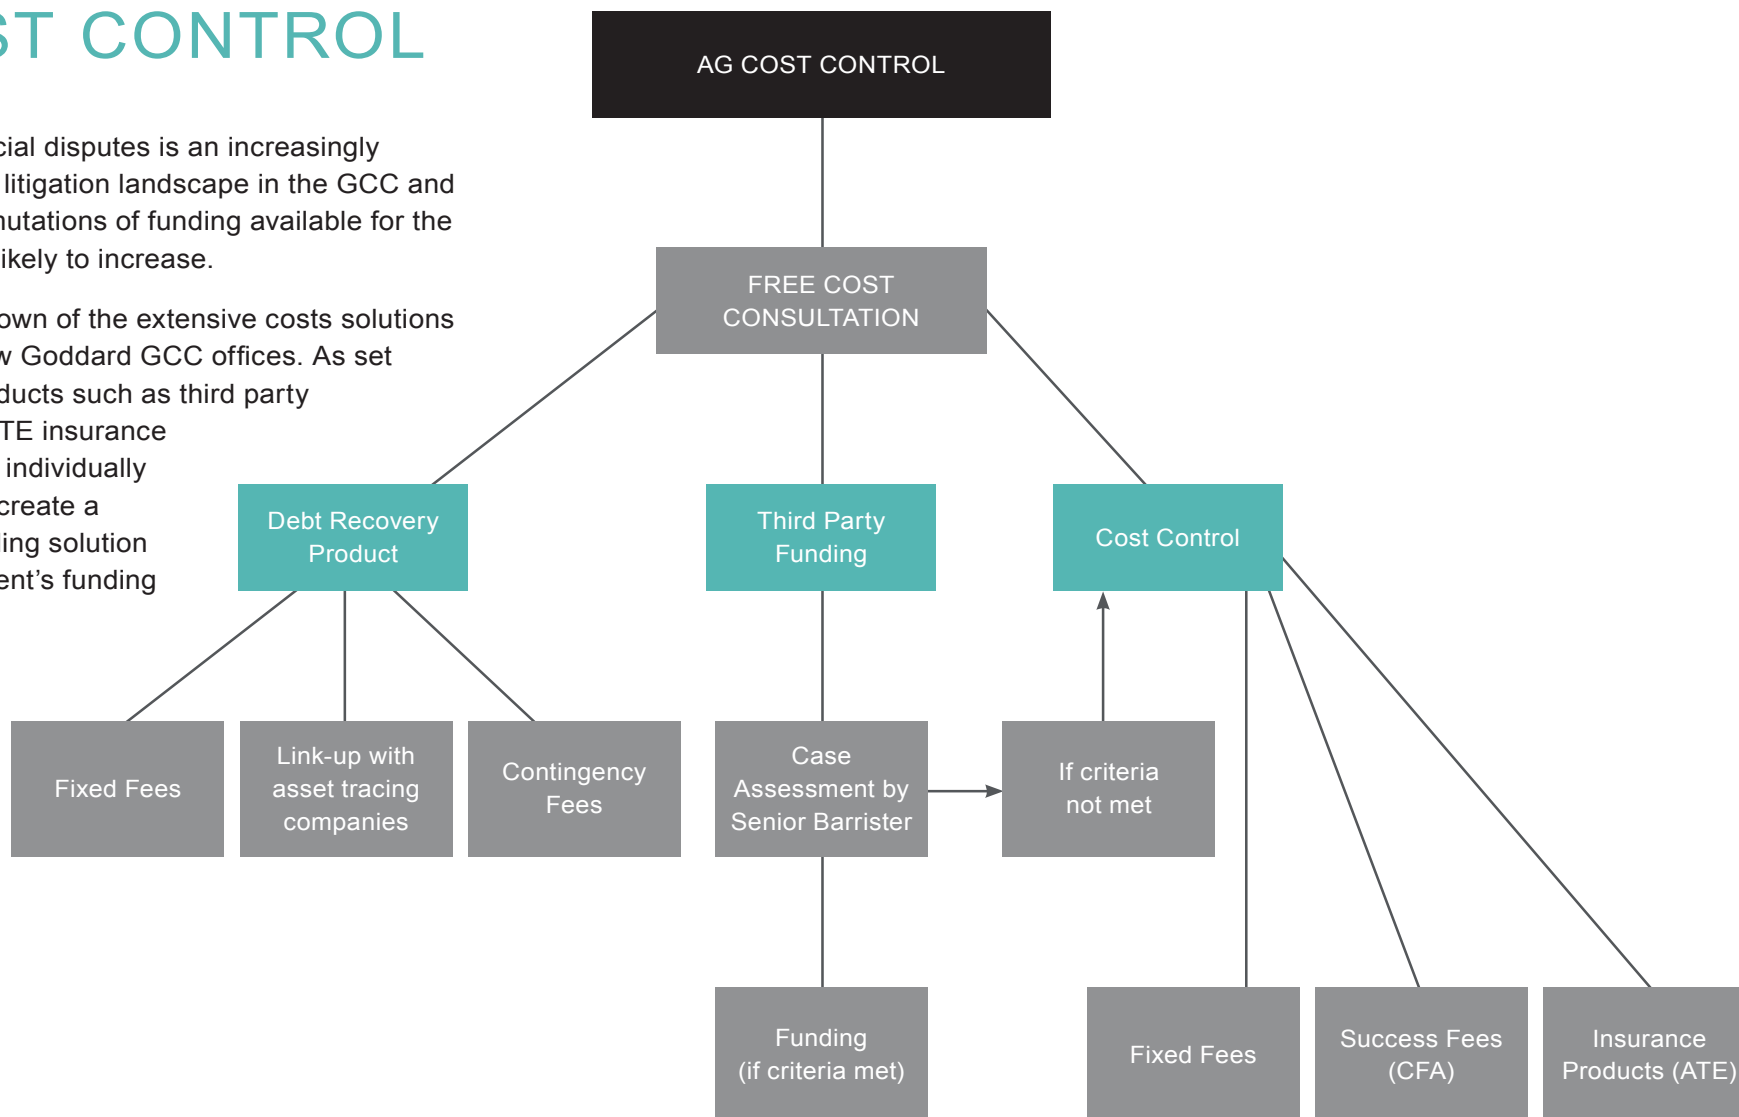 ST CONTROL
cial disputes is an increasingly
litigation landscape in the GCC and
nutations of funding available for the
ikely to increase.
own of the extensive costs solutions
w Goddard GCC offices. As set
ducts such as third party
TE insurance
individually
create a
ling solution
ent’s funding
AG COST CONTROL
FREE COST
CONSULTATION
Debt Recovery
Product
Third Party
Funding
Cost Control
Fixed Fees
Link-up with
asset tracing
companies
Contingency
Fees
Case
Assessment by
Senior Barrister
If criteria
not met
Funding
(if criteria met)
Fixed Fees
Success Fees
(CFA)
Insurance
Products (ATE)